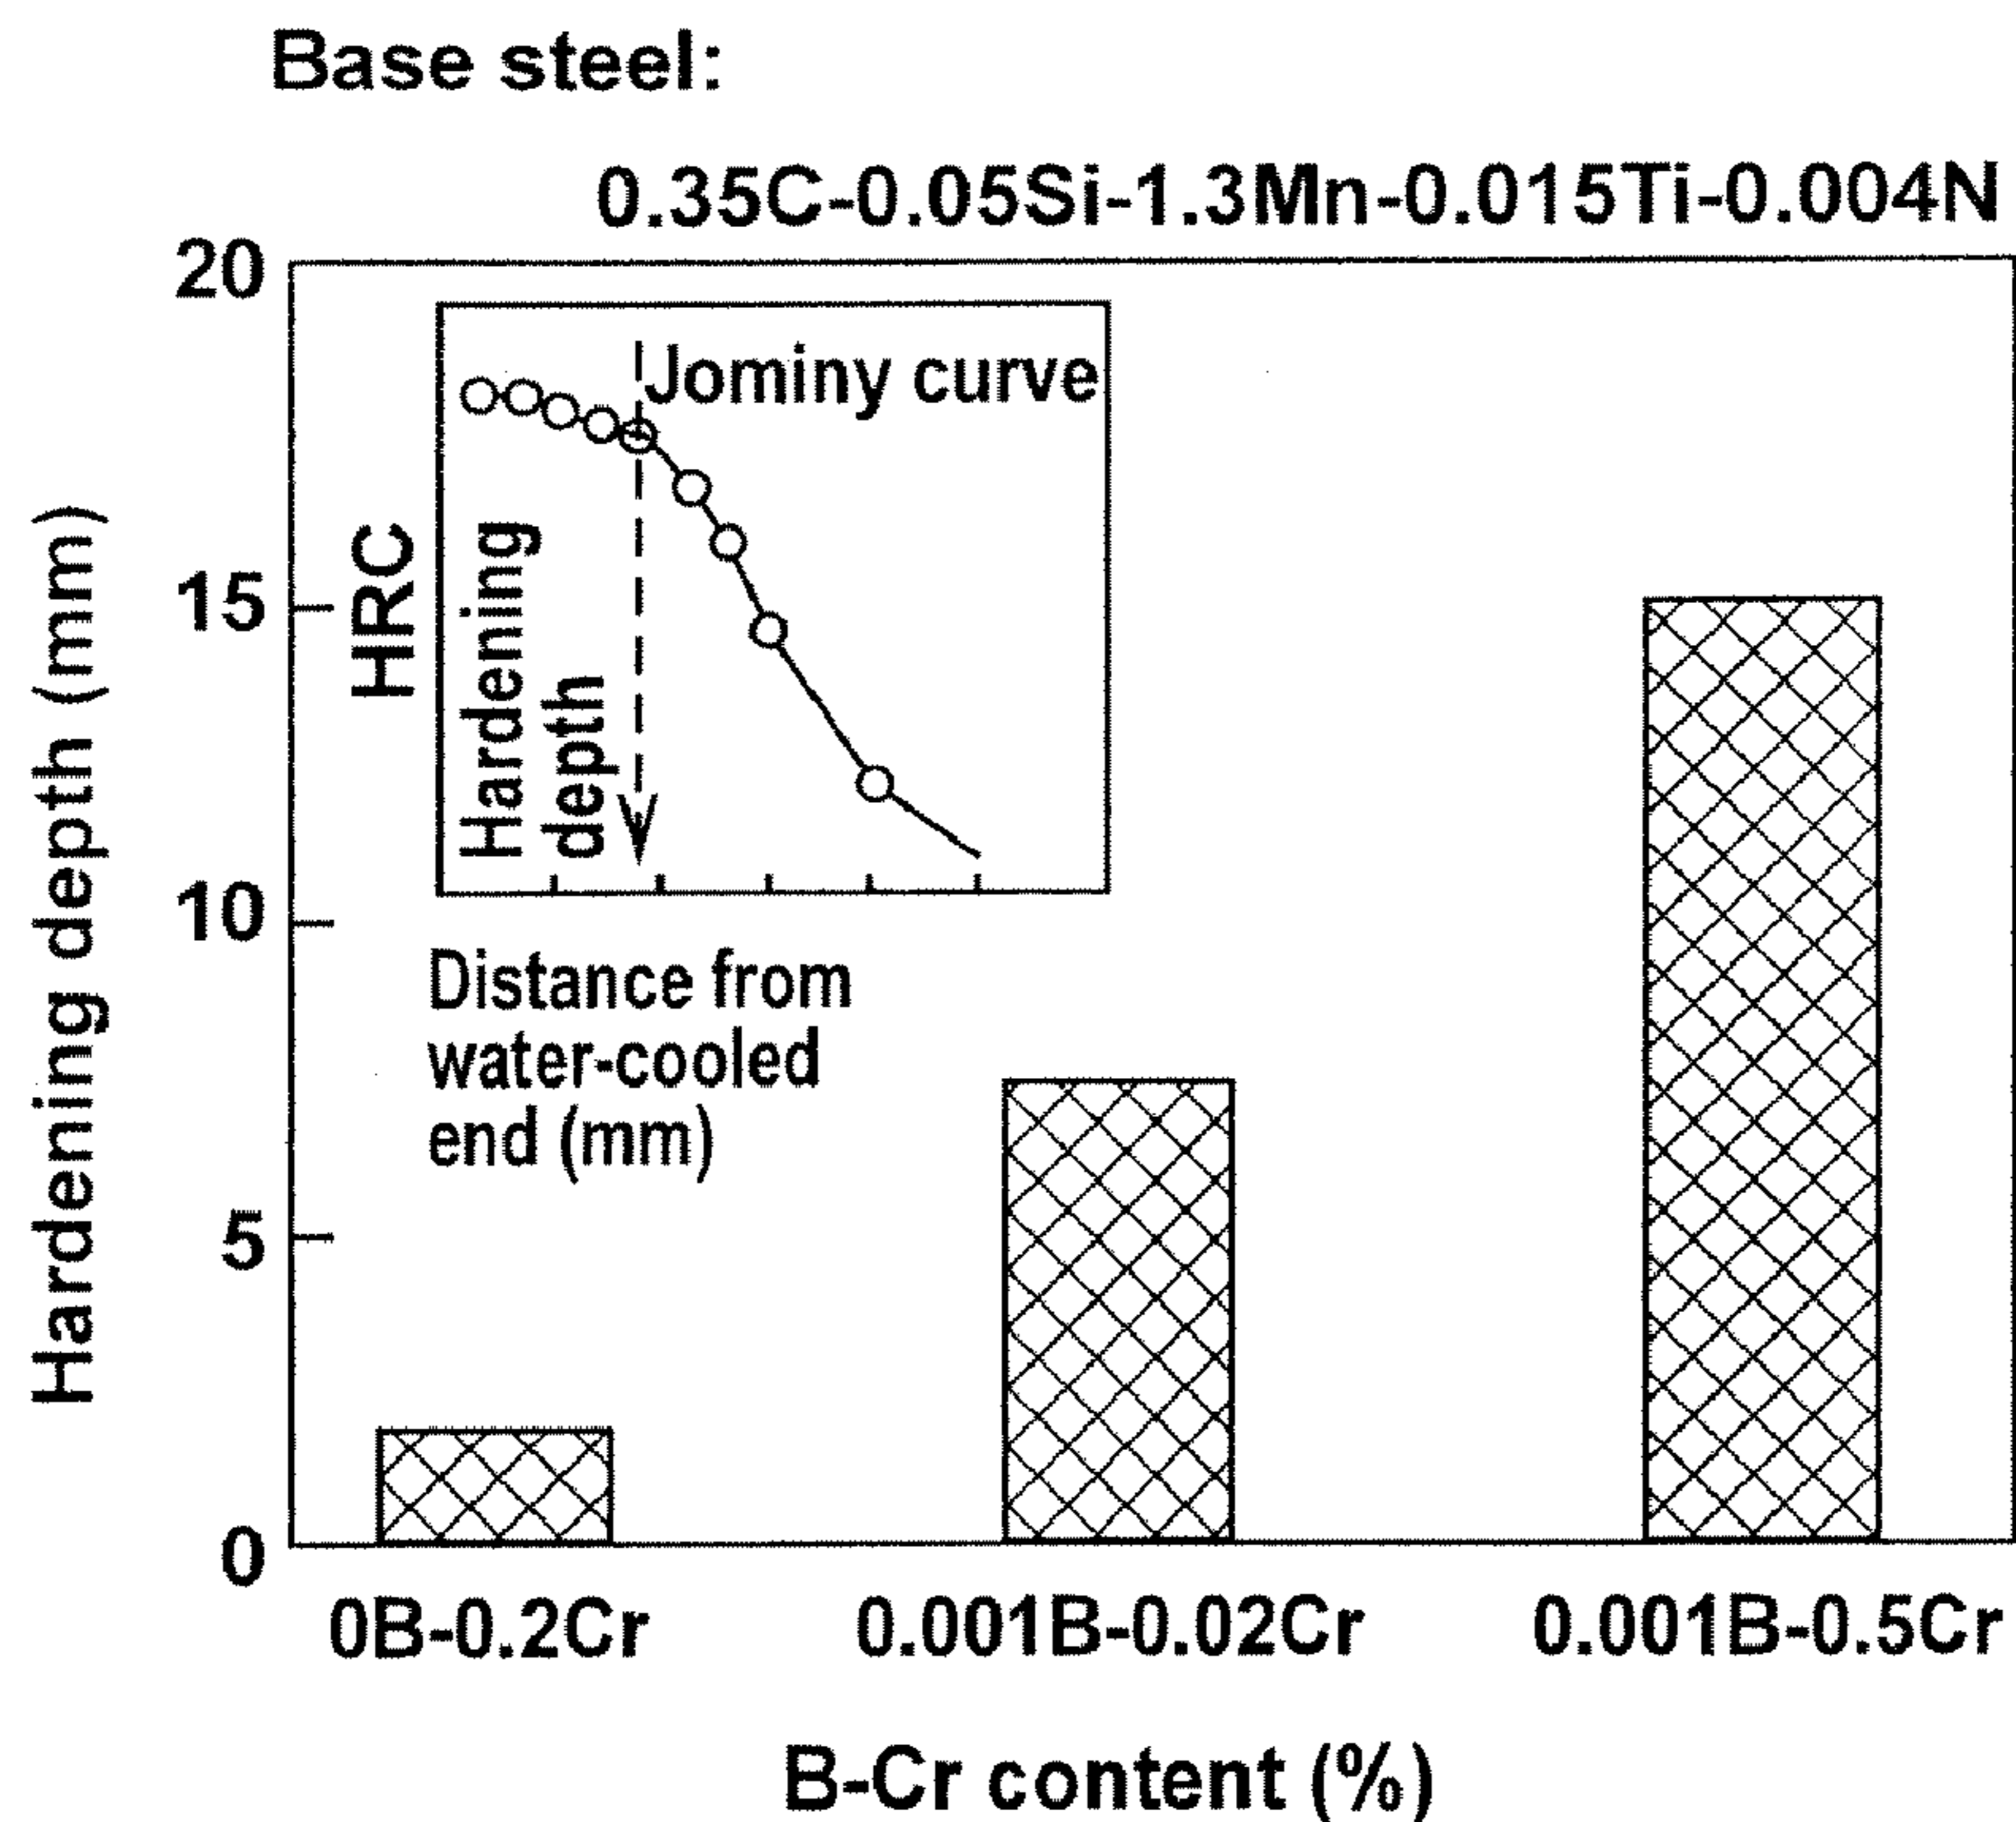 Base steel:
0.35C-0.05Si-1.3Mn-0.015Ti-0.004N
Hardening depth (mm)
20
15
10
5
0
HRC
Jominy curve
Hardening
depth
Distance from
water-cooled
end (mm)
0B-0.2Cr
0.001B-0.02Cr
0.001B-0.5Cr
B-Cr content (%)